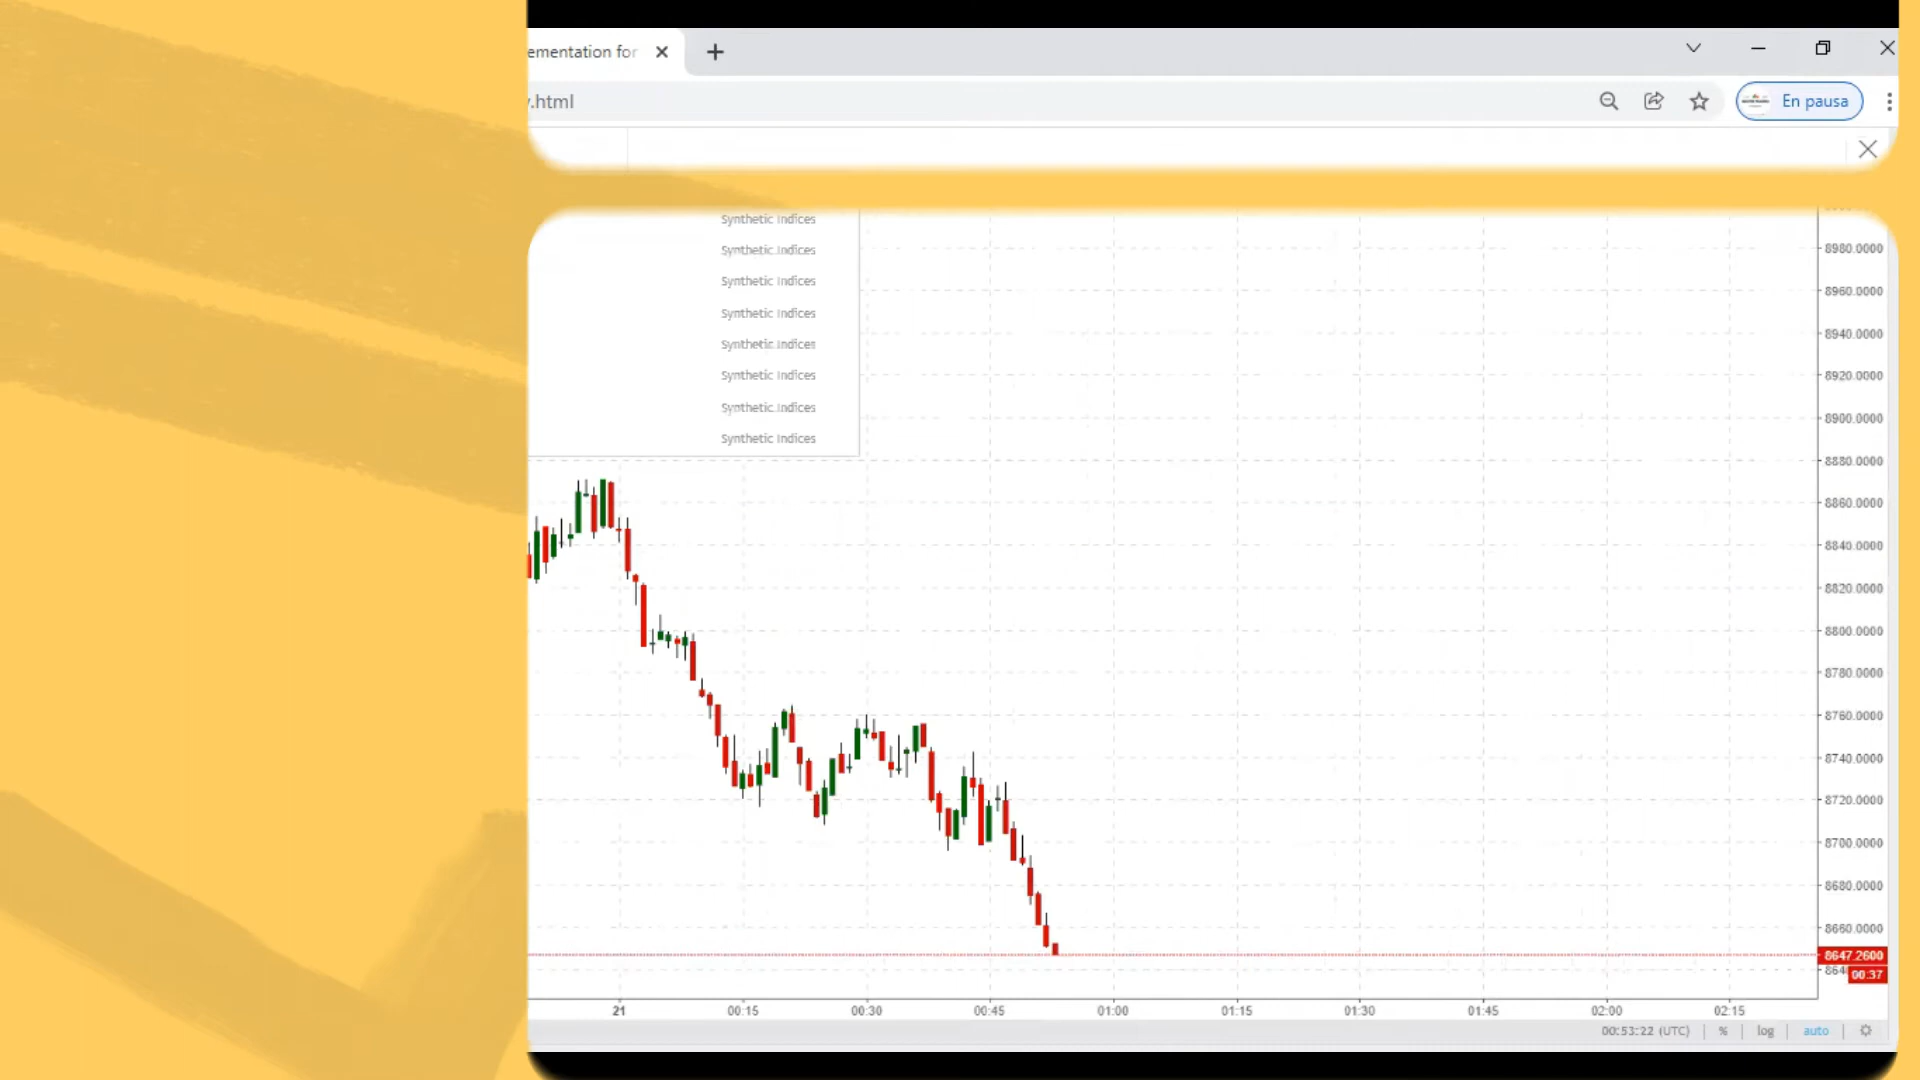 ementation for
.html
En pausa
Synthetic Indices
Synthetic Indices
Synthetic Indices
Synthetic Indices
Synthetic Indices
Synthetic Indices
Synthetic Indices
Synthetic Indices
8980.0000
8960.0000
8940.0000
8920.0000
8900.0000
8880.0000
8860.0000
8840.0000
8820.0000
8800.0000
8780.0000
8760.0000
8740.0000
8720.0000
8700.0000
8680.0000
8660.0000
8647.2600
00:37
21 00:15 00:30 00:45 01:00 01:15 01:30 01:45 02:00 02:15
00:53:22 (UTC) % log auto